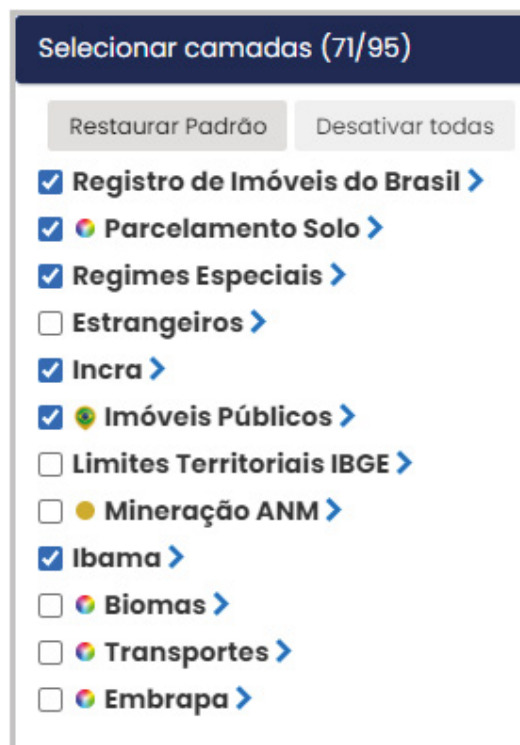 Selecionar camadas (71/95)
Restaurar Padrão Desativar todas
Registro de Imóveis do Brasil
Parcelamento Solo
Regimes Especiais
Estrangeiros
Incra
Imóveis Públicos
Limites Territoriais IBGE
Mineração ANM
Ibama
Biomas
Transportes
Embrapa